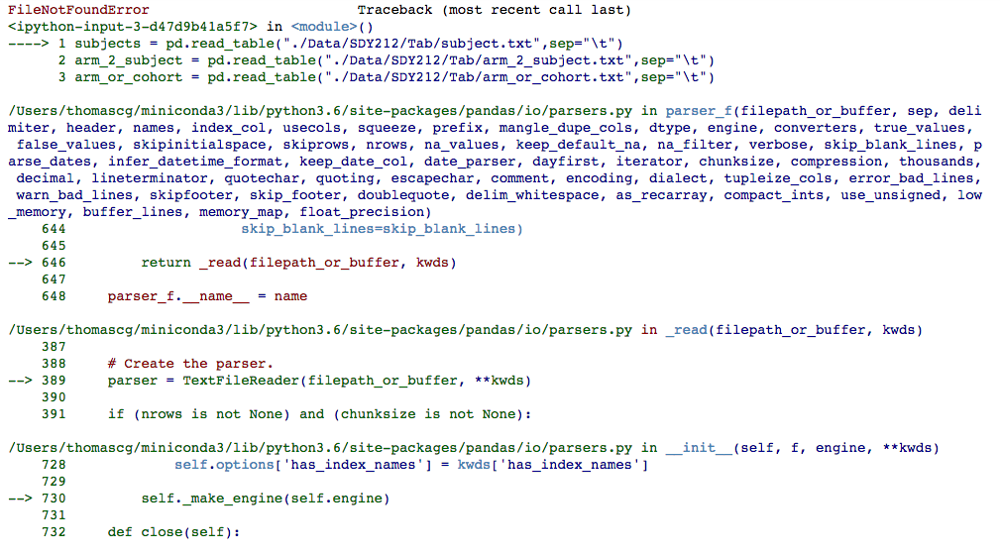 FileNotFoundError                         Traceback (most recent call last)
<ipython-input-3-d47d9b41a5f7> in <module>()
----> 1 subjects = pd.read_table("./Data/SDY212/Tab/subject.txt",sep="\t")
      2 arm_2_subject = pd.read_table("./Data/SDY212/Tab/arm_2_subject.txt",sep="\t")
      3 arm_or_cohort = pd.read_table("./Data/SDY212/Tab/arm_or_cohort.txt",sep="\t")

/Users/thomascg/miniconda3/lib/python3.6/site-packages/pandas/io/parsers.py in parser_f(filepath_or_buffer, sep, deli
miter, header, names, index_col, usecols, squeeze, prefix, mangle_dupe_cols, dtype, engine, converters, true_values,
 false_values, skipinitialspace, skiprows, nrows, na_values, keep_default_na, na_filter, verbose, skip_blank_lines, p
arse_dates, infer_datetime_format, keep_date_col, date_parser, dayfirst, iterator, chunksize, compression, thousands,
 decimal, lineterminator, quotechar, quoting, escapechar, comment, encoding, dialect, tupleize_cols, error_bad_lines,
 warn_bad_lines, skipfooter, skip_footer, doublequote, delim_whitespace, as_recarray, compact_ints, use_unsigned, low
_memory, buffer_lines, memory_map, float_precision)
    644                     skip_blank_lines=skip_blank_lines)
    645
--> 646         return _read(filepath_or_buffer, kwds)
    647
    648     parser_f.__name__ = name

/Users/thomascg/miniconda3/lib/python3.6/site-packages/pandas/io/parsers.py in _read(filepath_or_buffer, kwds)
    387
    388     # Create the parser.
--> 389     parser = TextFileReader(filepath_or_buffer, **kwds)
    390
    391     if (nrows is not None) and (chunksize is not None):

/Users/thomascg/miniconda3/lib/python3.6/site-packages/pandas/io/parsers.py in __init__(self, f, engine, **kwds)
    728             self.options['has_index_names'] = kwds['has_index_names']
    729
--> 730         self._make_engine(self.engine)
    731
    732     def close(self):